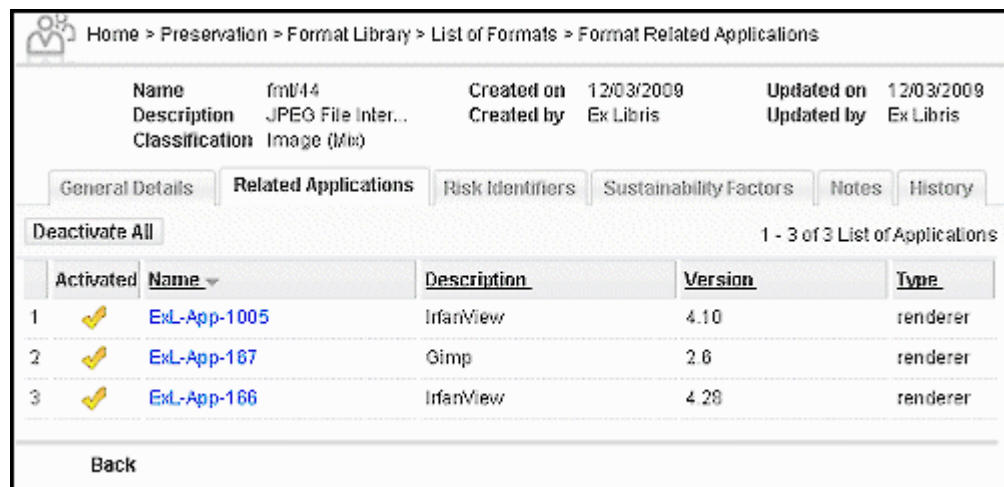 Home > Preservation > Format Library > List of Formats > Format Related Applications
Name fmt/44 Created on 12/03/2009 Updated on 12/03/2009
Description JPEG File Inter... Created by Ex Libris Updated by Ex Libris
Classification Image (Mix)
General Details Related Applications Risk Identifiers Sustainability Factors Notes History
Deactivate All 1 - 3 of 3 List of Applications
Activated Name Description Version Type
1 ExL-App-1005 IrfanView 4.10 renderer
2 ExL-App-167 Gimp 2.6 renderer
3 ExL-App-166 IrfanView 4.28 renderer
Back